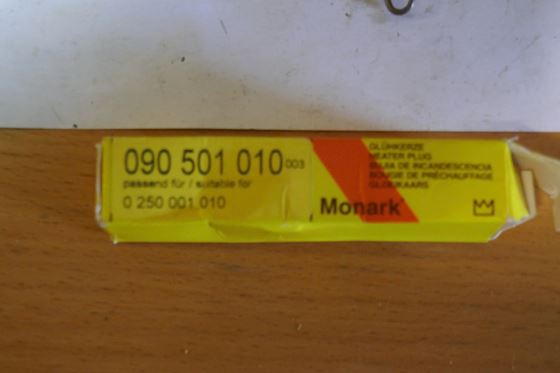 090 501 010 003
passend für / suitable for
0 250 001 010
GLÜHKERZE
HEATER PLUG
BUJIA DE INCANDESCENCIA
BOUGIE DE PRÉCHAUFFAGE
GLOEIKAARS
Monark®